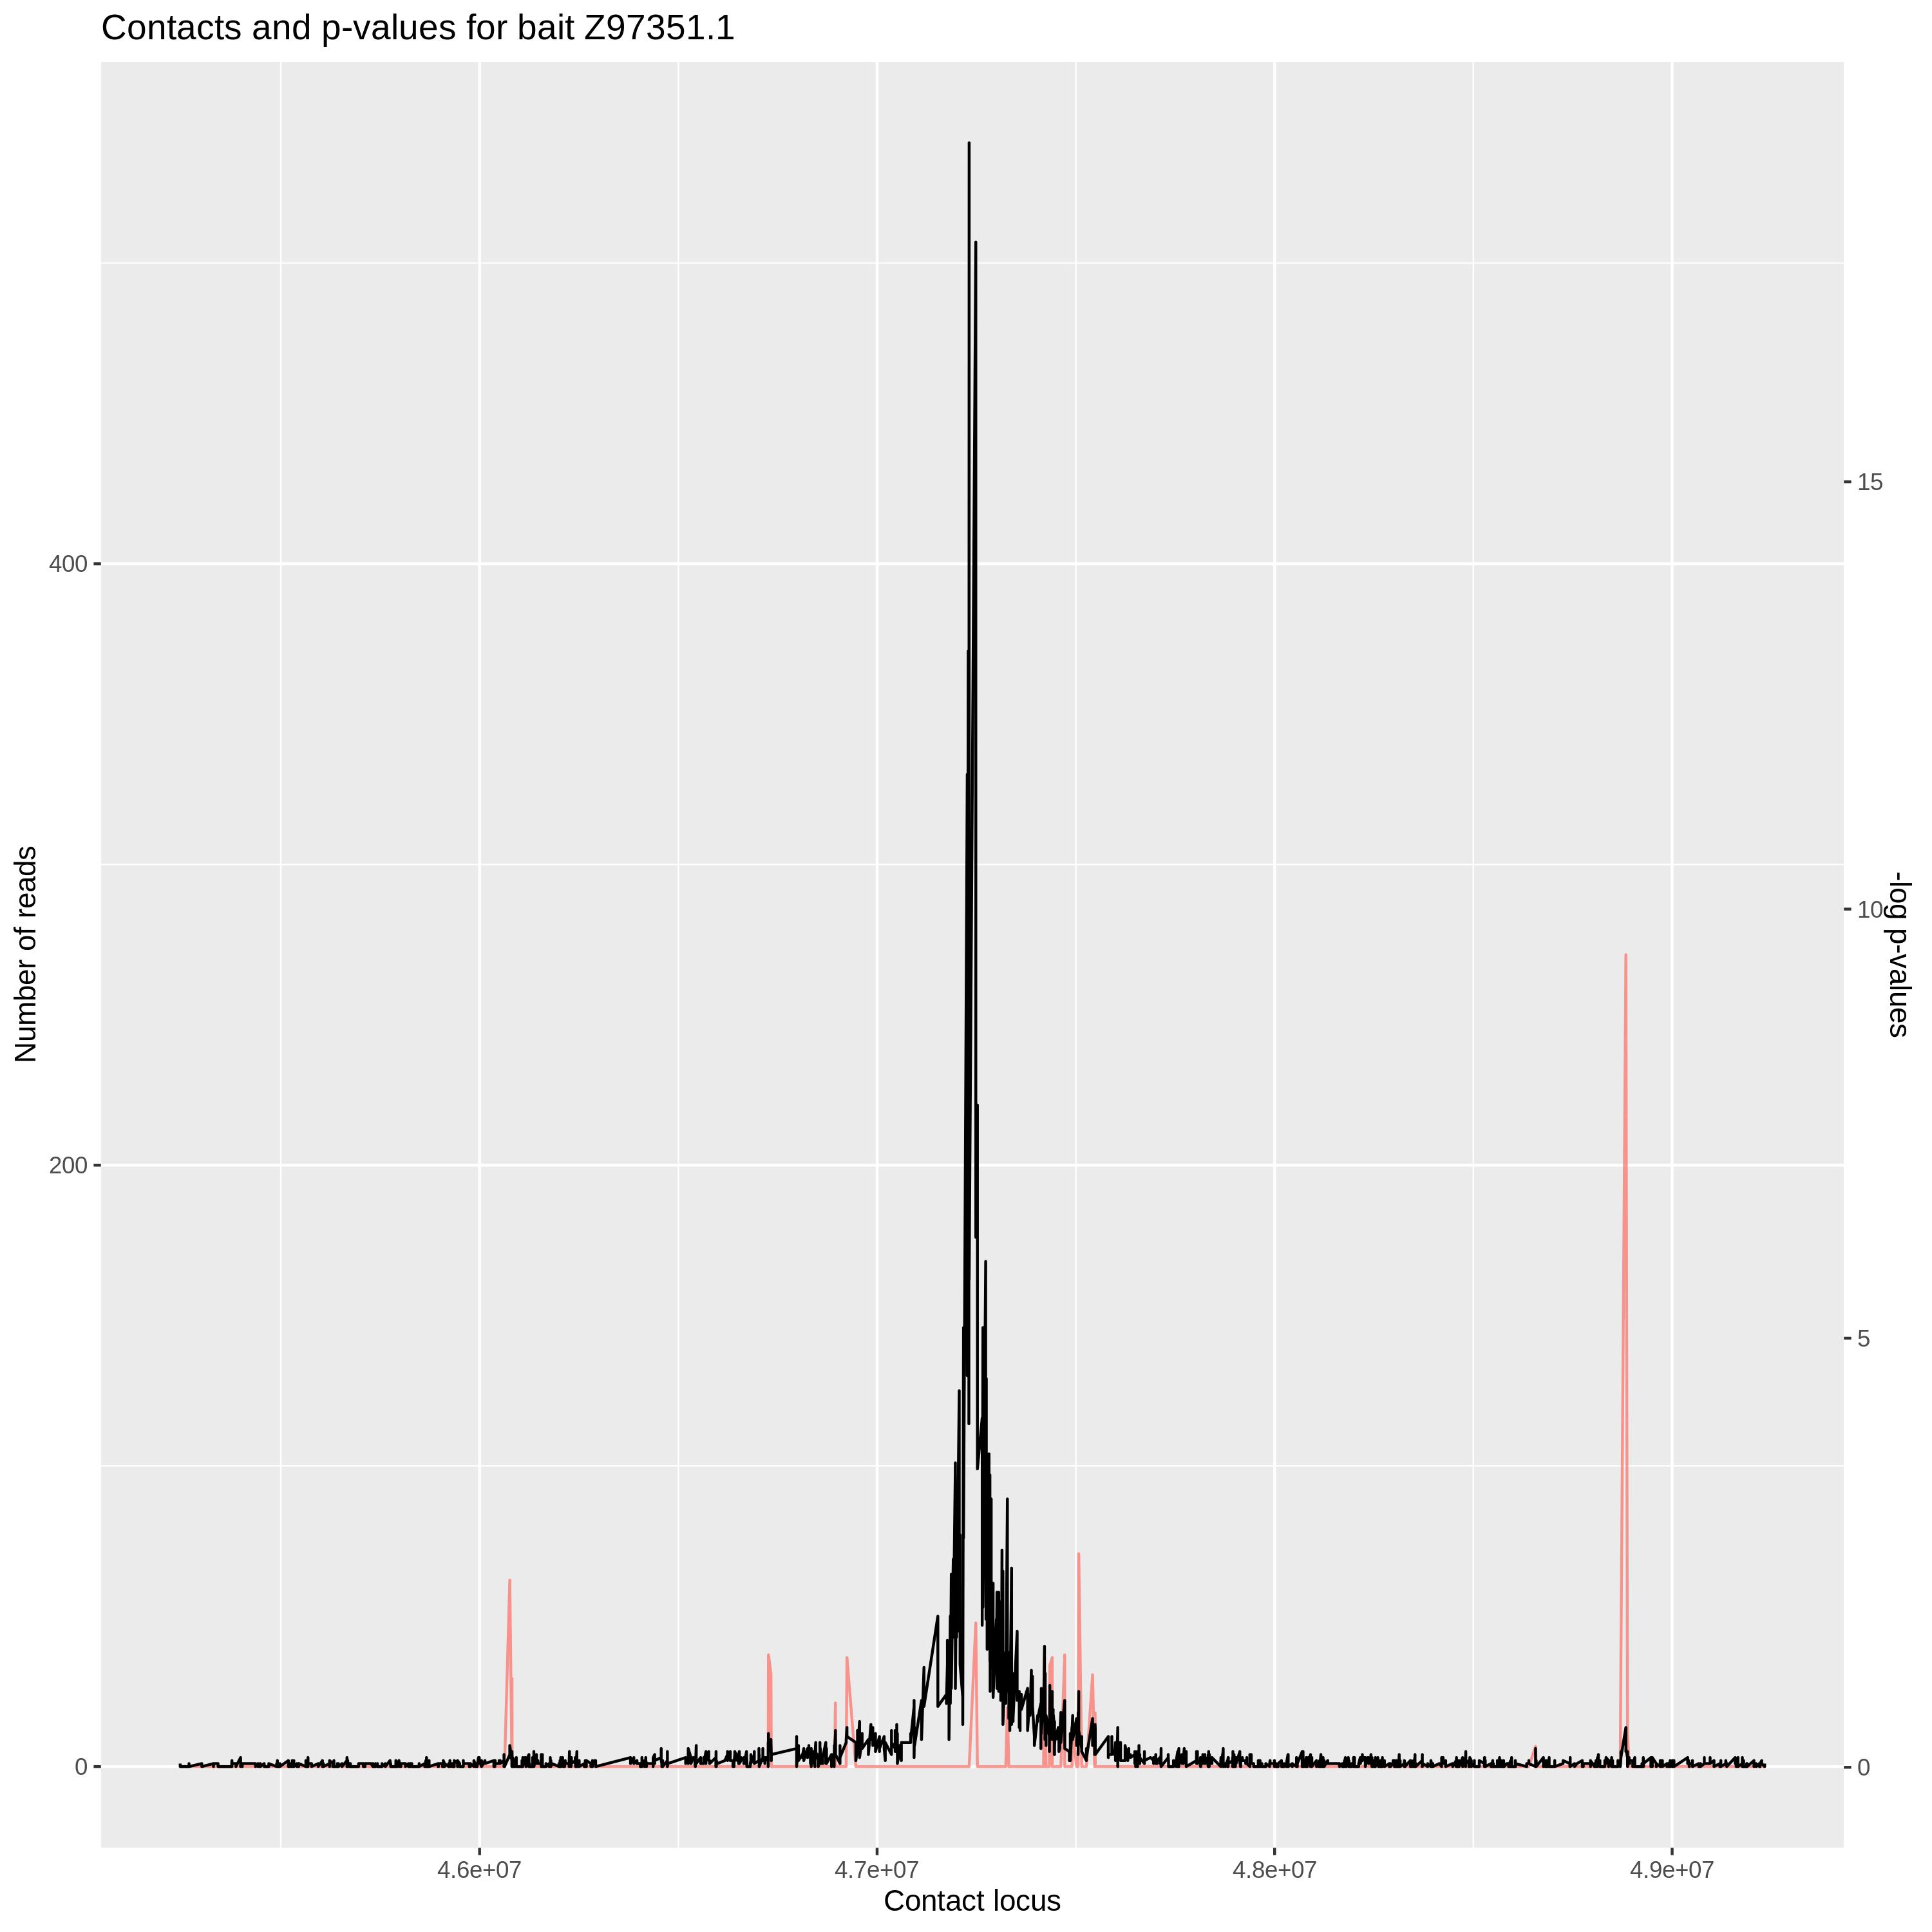 Contacts and p-values for bait Z97351.1
Number of reads
400
200
0
15
10
5
0
-log p-values
4.6e+07
4.7e+07
4.8e+07
4.9e+07
Contact locus